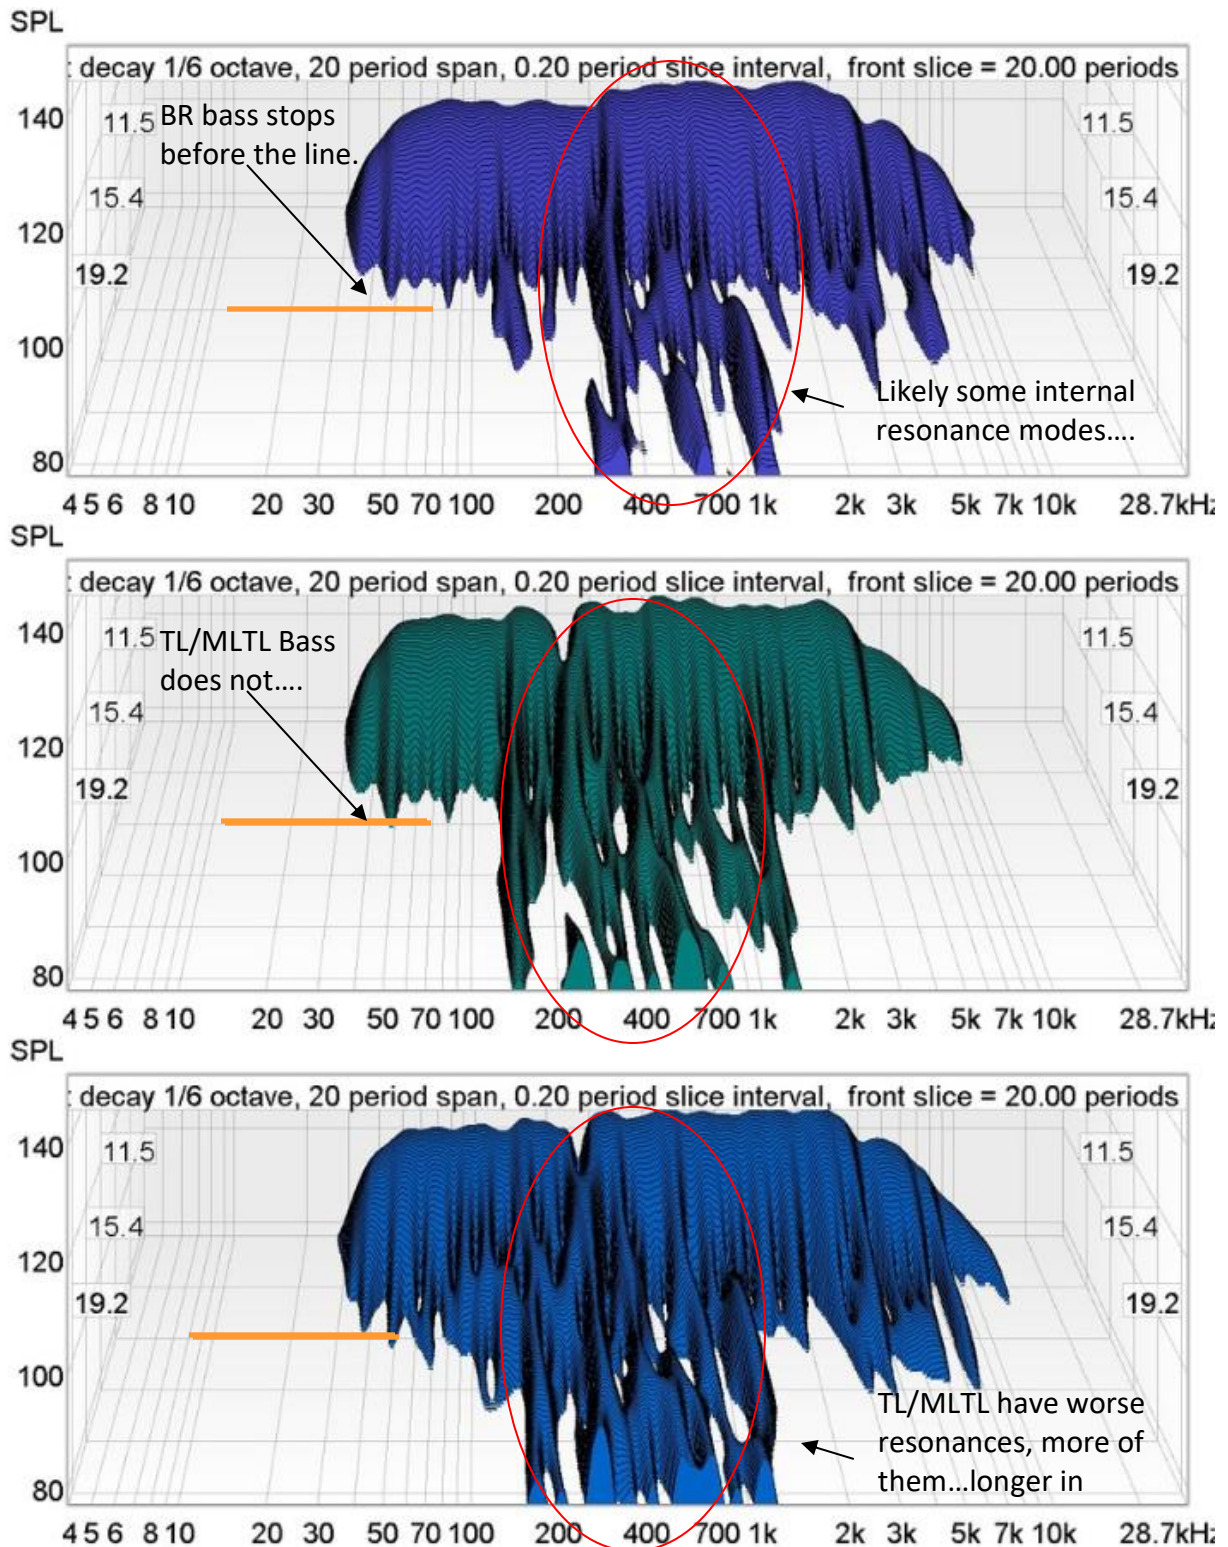 SPL
: decay 1/6 octave, 20 period span, 0.20 period slice interval, front slice = 20.00 periods
140
11.5
BR bass stops
before the line.
11.5
15.4
15.4
120
19.2
19.2
100
Likely some internal
resonance modes....
80
4 5 6 8 10 20 30 50 70 100 200 400 700 1k 2k 3k 5k 7k 10k 28.7kHz
SPL
: decay 1/6 octave, 20 period span, 0.20 period slice interval, front slice = 20.00 periods
140
11.5
TL/MLTL Bass
does not....
11.5
15.4
15.4
120
19.2
19.2
100
80
4 5 6 8 10 20 30 50 70 100 200 400 700 1k 2k 3k 5k 7k 10k 28.7kHz
SPL
: decay 1/6 octave, 20 period span, 0.20 period slice interval, front slice = 20.00 periods
140
11.5
11.5
15.4
15.4
120
19.2
19.2
100
TL/MLTL have worse
resonances, more of
them...longer in
80
4 5 6 8 10 20 30 50 70 100 200 400 700 1k 2k 3k 5k 7k 10k 28.7kHz